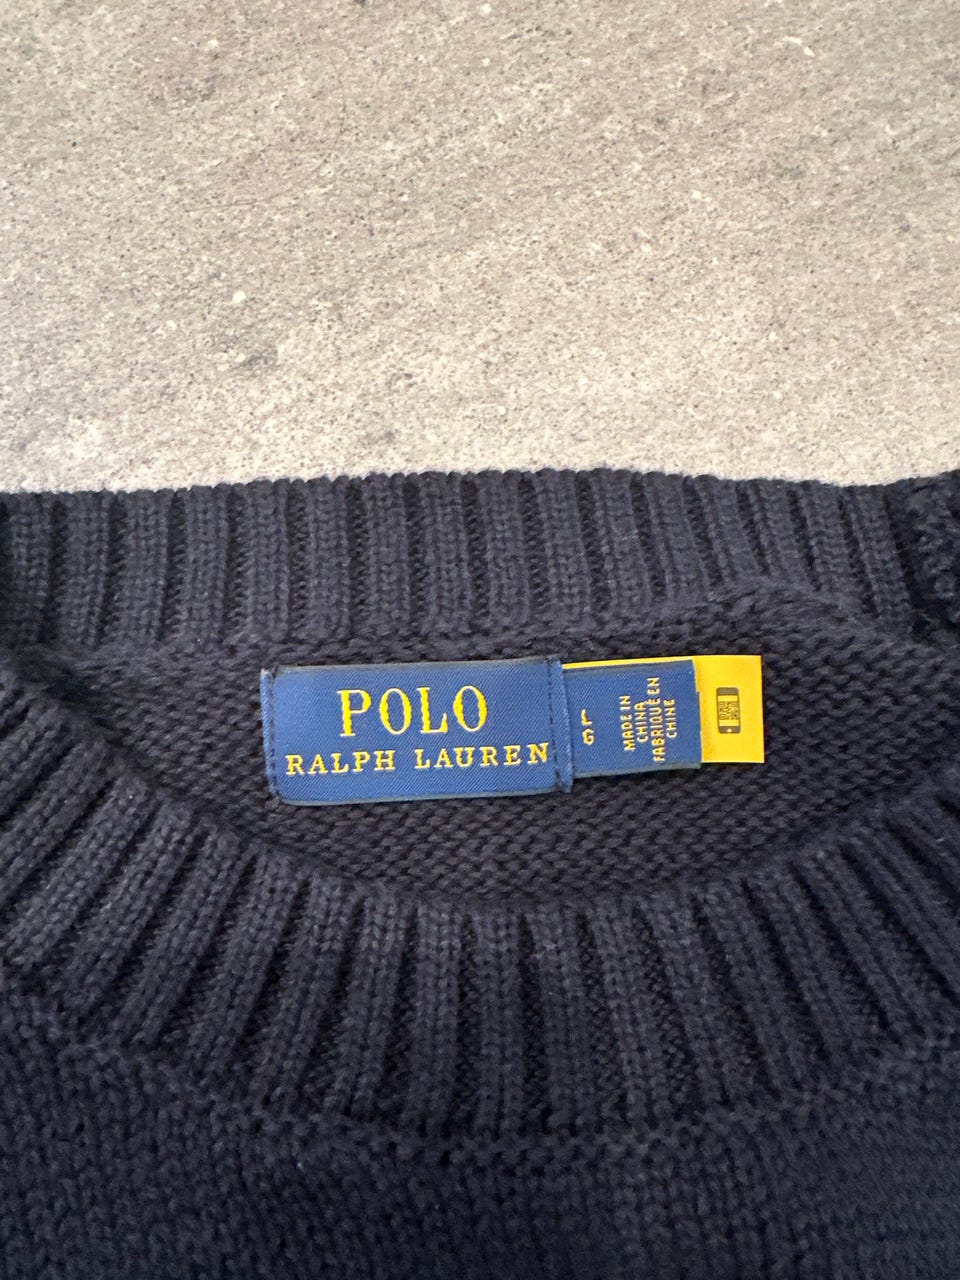 POLO
RALPH LAUREN
L
G
MADE IN
CHINA
FABRIQUÉ EN
CHINE